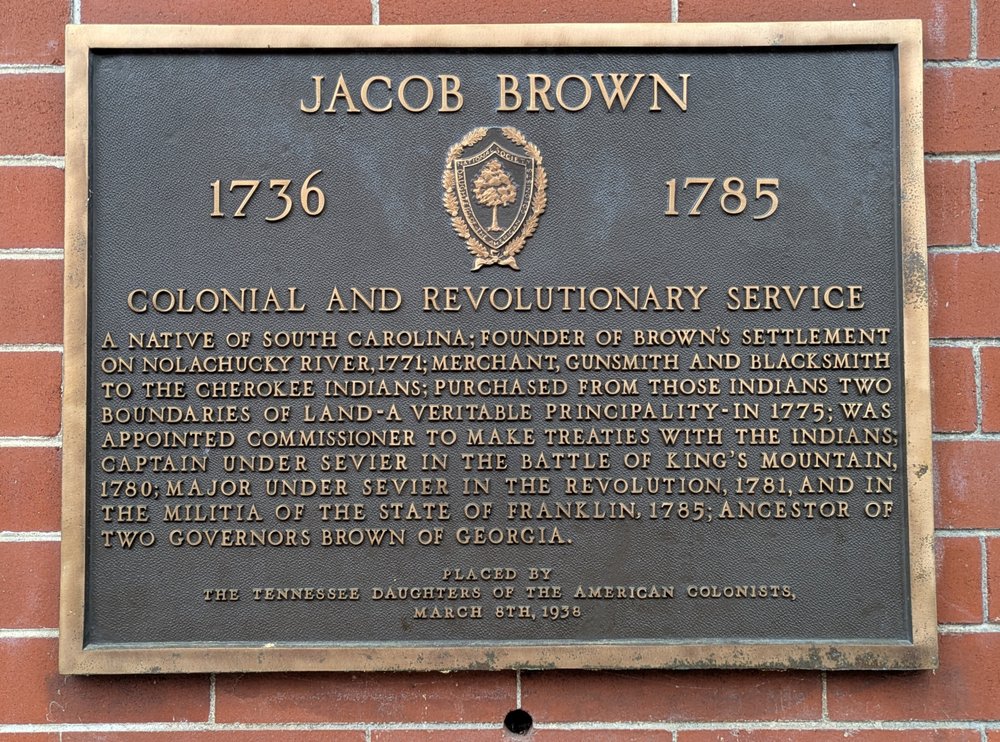 JACOB BROWN
1736
1785
COLONIAL AND REVOLUTIONARY SERVICE
A NATIVE OF SOUTH CAROLINA; FOUNDER OF BROWN'S SETTLEMENT
ON NOLACHUCKY RIVER, 1771; MERCHANT, GUNSMITH AND BLACKSMITH
TO THE CHEROKEE INDIANS; PURCHASED FROM THOSE INDIANS TWO
BOUNDARIES OF LAND-A VERITABLE PRINCIPALITY-IN 1775; WAS
APPOINTED COMMISSIONER TO MAKE TREATIES WITH THE INDIANS;
CAPTAIN UNDER SEVIER IN THE BATTLE OF KING'S MOUNTAIN,
1780; MAJOR UNDER SEVIER IN THE REVOLUTION, 1781, AND IN
THE MILITIA OF THE STATE OF FRANKLIN, 1785; ANCESTOR OF
TWO GOVERNORS BROWN OF GEORGIA.
PLACED BY
THE TENNESSEE DAUGHTERS OF THE AMERICAN COLONISTS,
MARCH 8TH, 1938